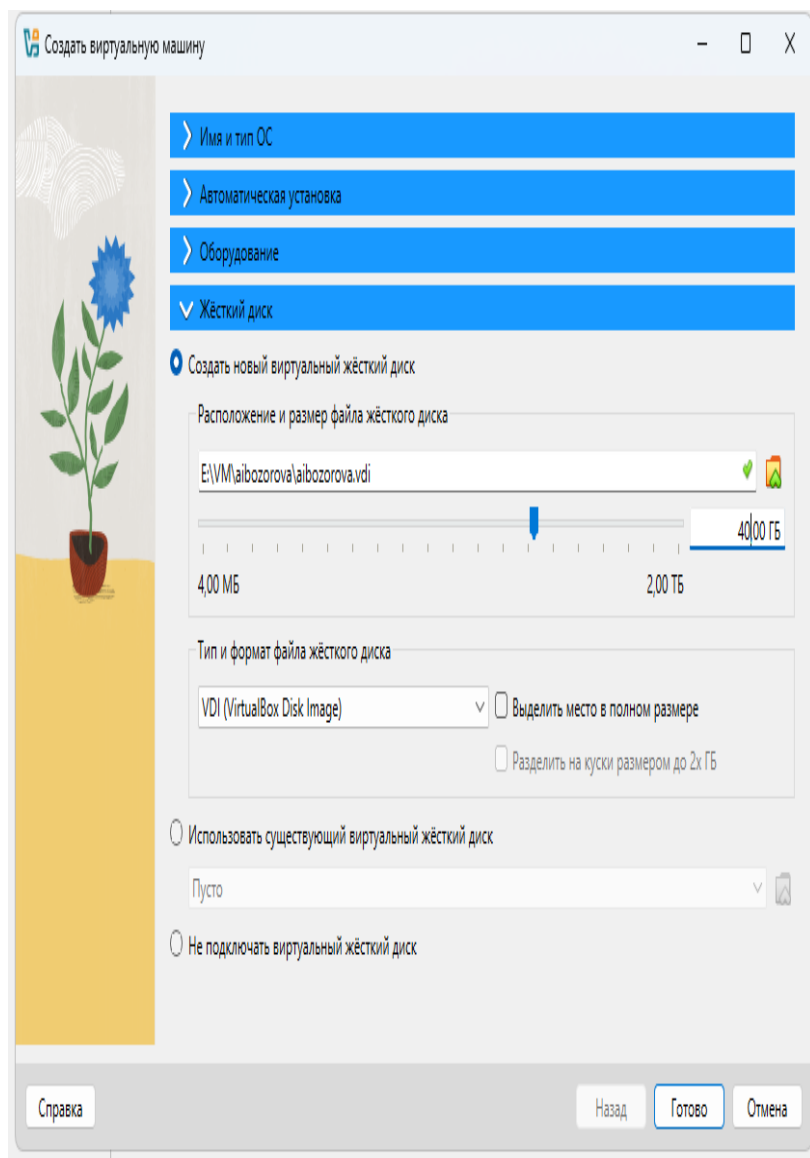 Создать виртуальную машину
Имя и тип ОС
Автоматическая установка
Оборудование
Жёсткий диск
Создать новый виртуальный жёсткий диск
Расположение и размер файла жёсткого диска
E:\VM\aibozorova\aibozorova.vdi
40,00 ГБ
4,00 МБ 2,00 ТБ
Тип и формат файла жёсткого диска
VDI (VirtualBox Disk Image) Выделить место в полном размере
Разделить на куски размером до 2х ГБ
Использовать существующий виртуальный жёсткий диск
Пусто
Не подключать виртуальный жёсткий диск
Справка Назад Готово Отмена